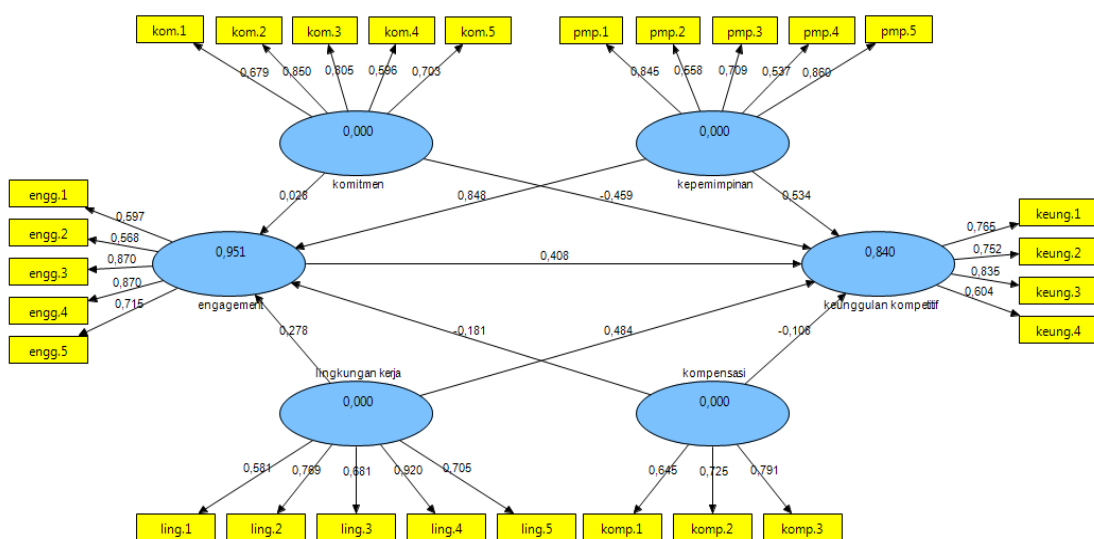 kom.1
kom.2
kom.3
kom.4
kom.5
pmp.1
pmp.2
pmp.3
pmp.4
pmp.5
0,679
0,850
0,805
0,596
0,703
0,845
0,558
0,709
0,537
0,860
0,000
0,000
komitmen
kepemimpinan
engg.1
engg.2
engg.3
engg.4
engg.5
0,597
0,568
0,870
0,870
0,715
0,028
0,848
-0,459
0,534
keung.1
keung.2
keung.3
keung.4
0,765
0,752
0,835
0,604
0,951
0,408
0,840
engagement
keunggulan kompetitif
0,278
-0,181
0,484
-0,106
lingkungan kerja
kompensasi
0,000
0,000
0,581
0,769
0,681
0,920
0,705
0,645
0,725
0,791
ling.1
ling.2
ling.3
ling.4
ling.5
komp.1
komp.2
komp.3